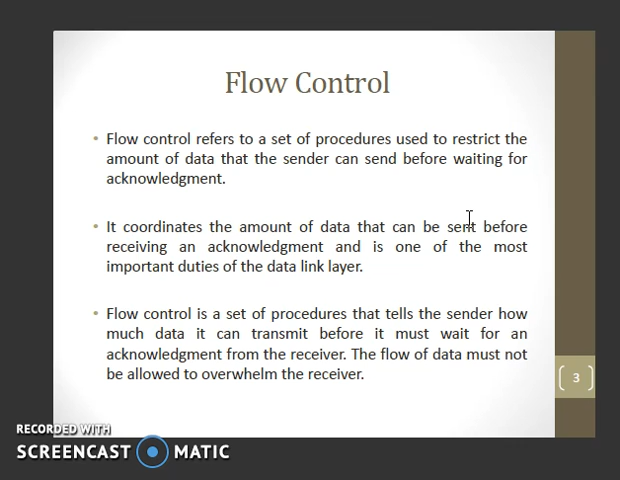 Flow Control
• Flow control refers to a set of procedures used to restrict the
amount of data that the sender can send before waiting for
acknowledgment.
• It coordinates the amount of data that can be sent before
receiving an acknowledgment and is one of the most
important duties of the data link layer.
• Flow control is a set of procedures that tells the sender how
much data it can transmit before it must wait for an
acknowledgment from the receiver. The flow of data must not
be allowed to overwhelm the receiver.
3
RECORDED WITH
SCREENCAST MATIC